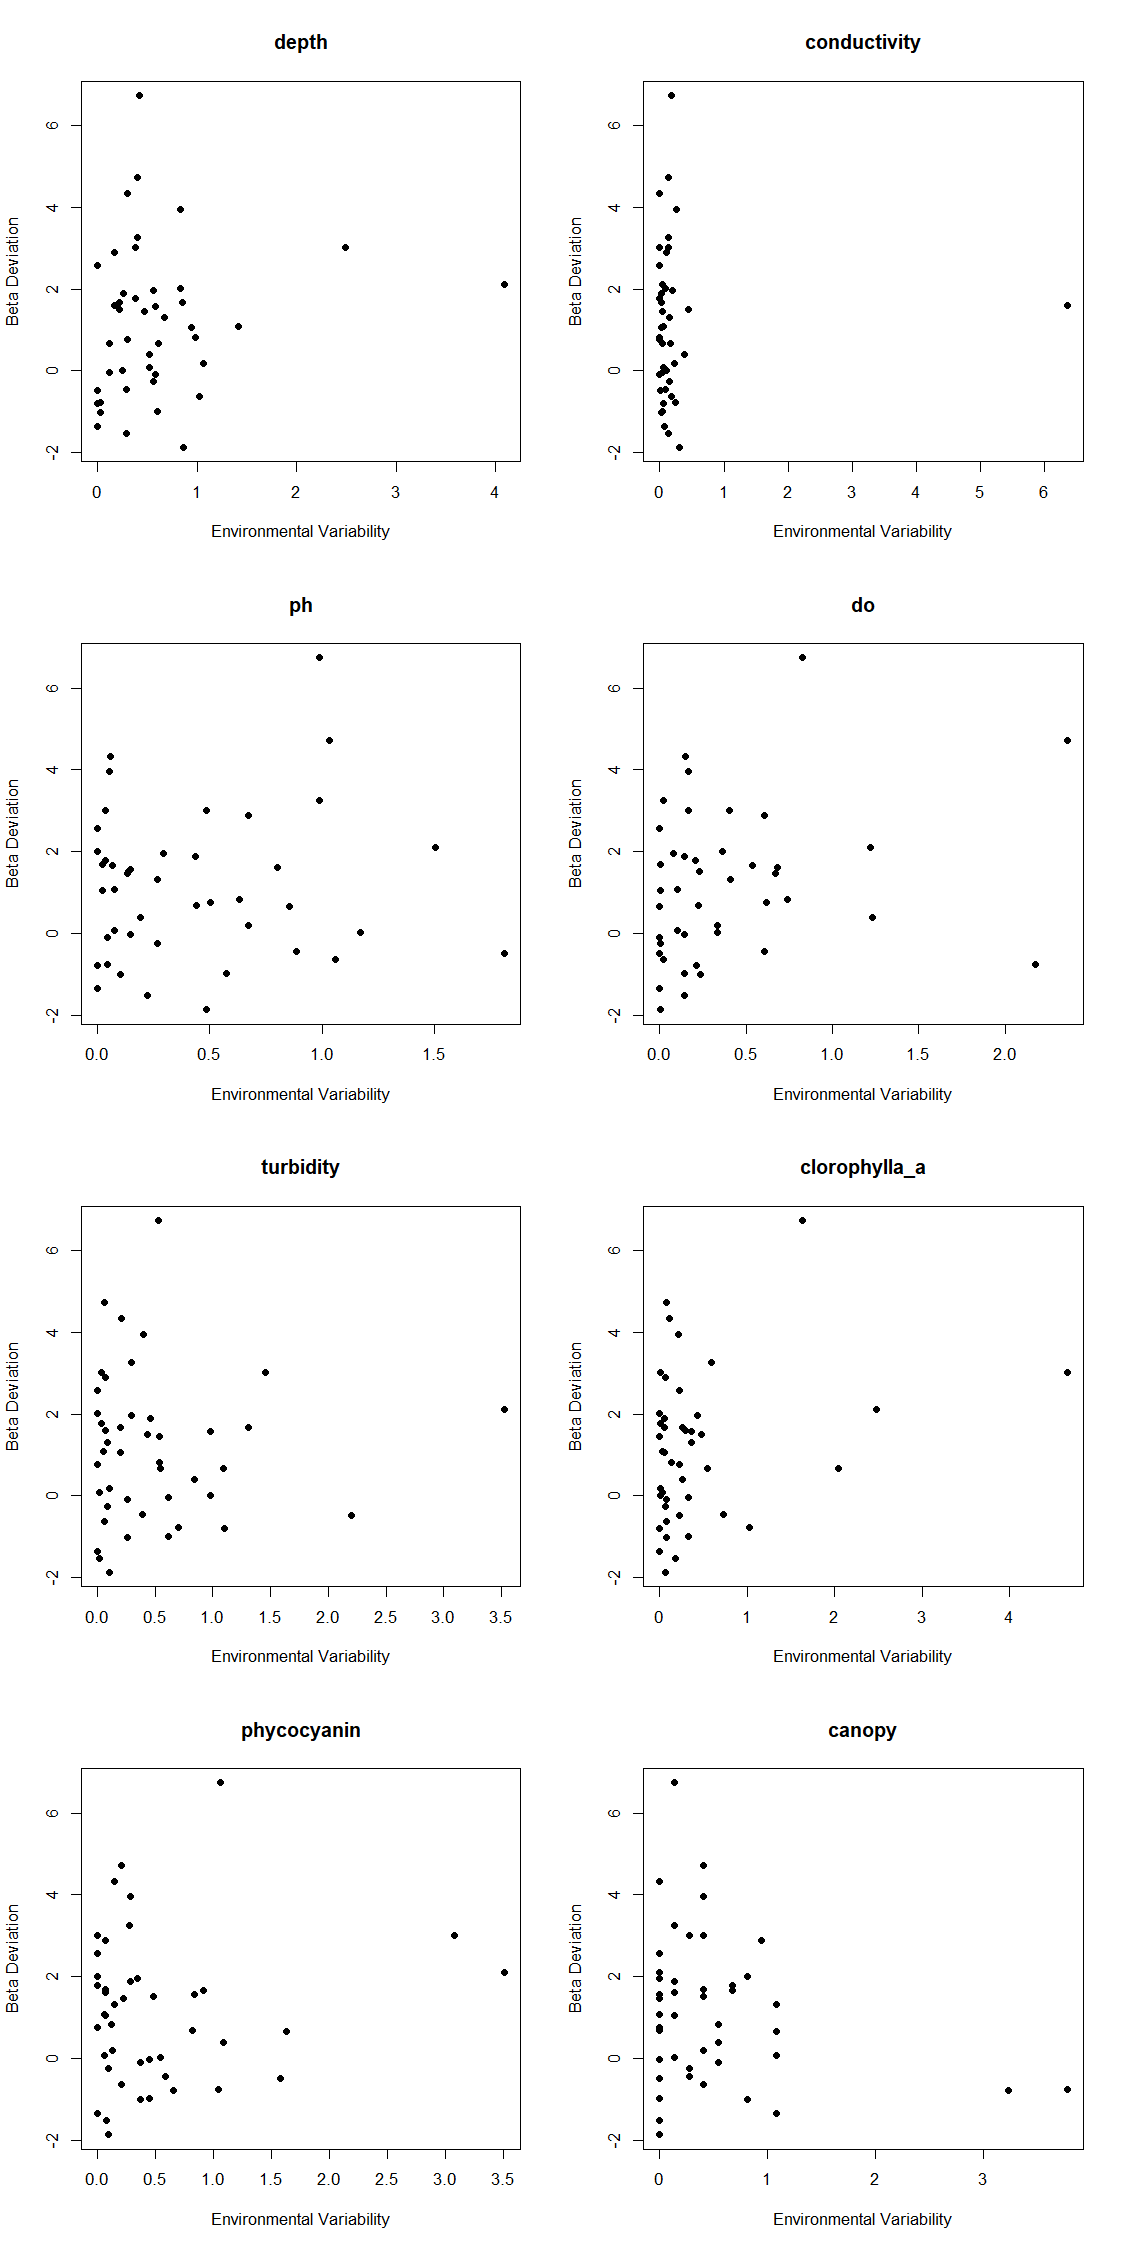 depth
conductivity
Beta Deviation
6
4
2
0
-2
0 1 2 3 4
Environmental Variability
Beta Deviation
6
4
2
0
-2
0 1 2 3 4 5 6
Environmental Variability
ph
do
Beta Deviation
6
4
2
0
-2
0.0 0.5 1.0 1.5
Environmental Variability
Beta Deviation
6
4
2
0
-2
0.0 0.5 1.0 1.5 2.0
Environmental Variability
turbidity
clorophylla_a
Beta Deviation
6
4
2
0
-2
0.0 0.5 1.0 1.5 2.0 2.5 3.0 3.5
Environmental Variability
Beta Deviation
6
4
2
0
-2
0 1 2 3 4
Environmental Variability
phycocyanin
canopy
Beta Deviation
6
4
2
0
-2
0.0 0.5 1.0 1.5 2.0 2.5 3.0 3.5
Environmental Variability
Beta Deviation
6
4
2
0
-2
0 1 2 3
Environmental Variability